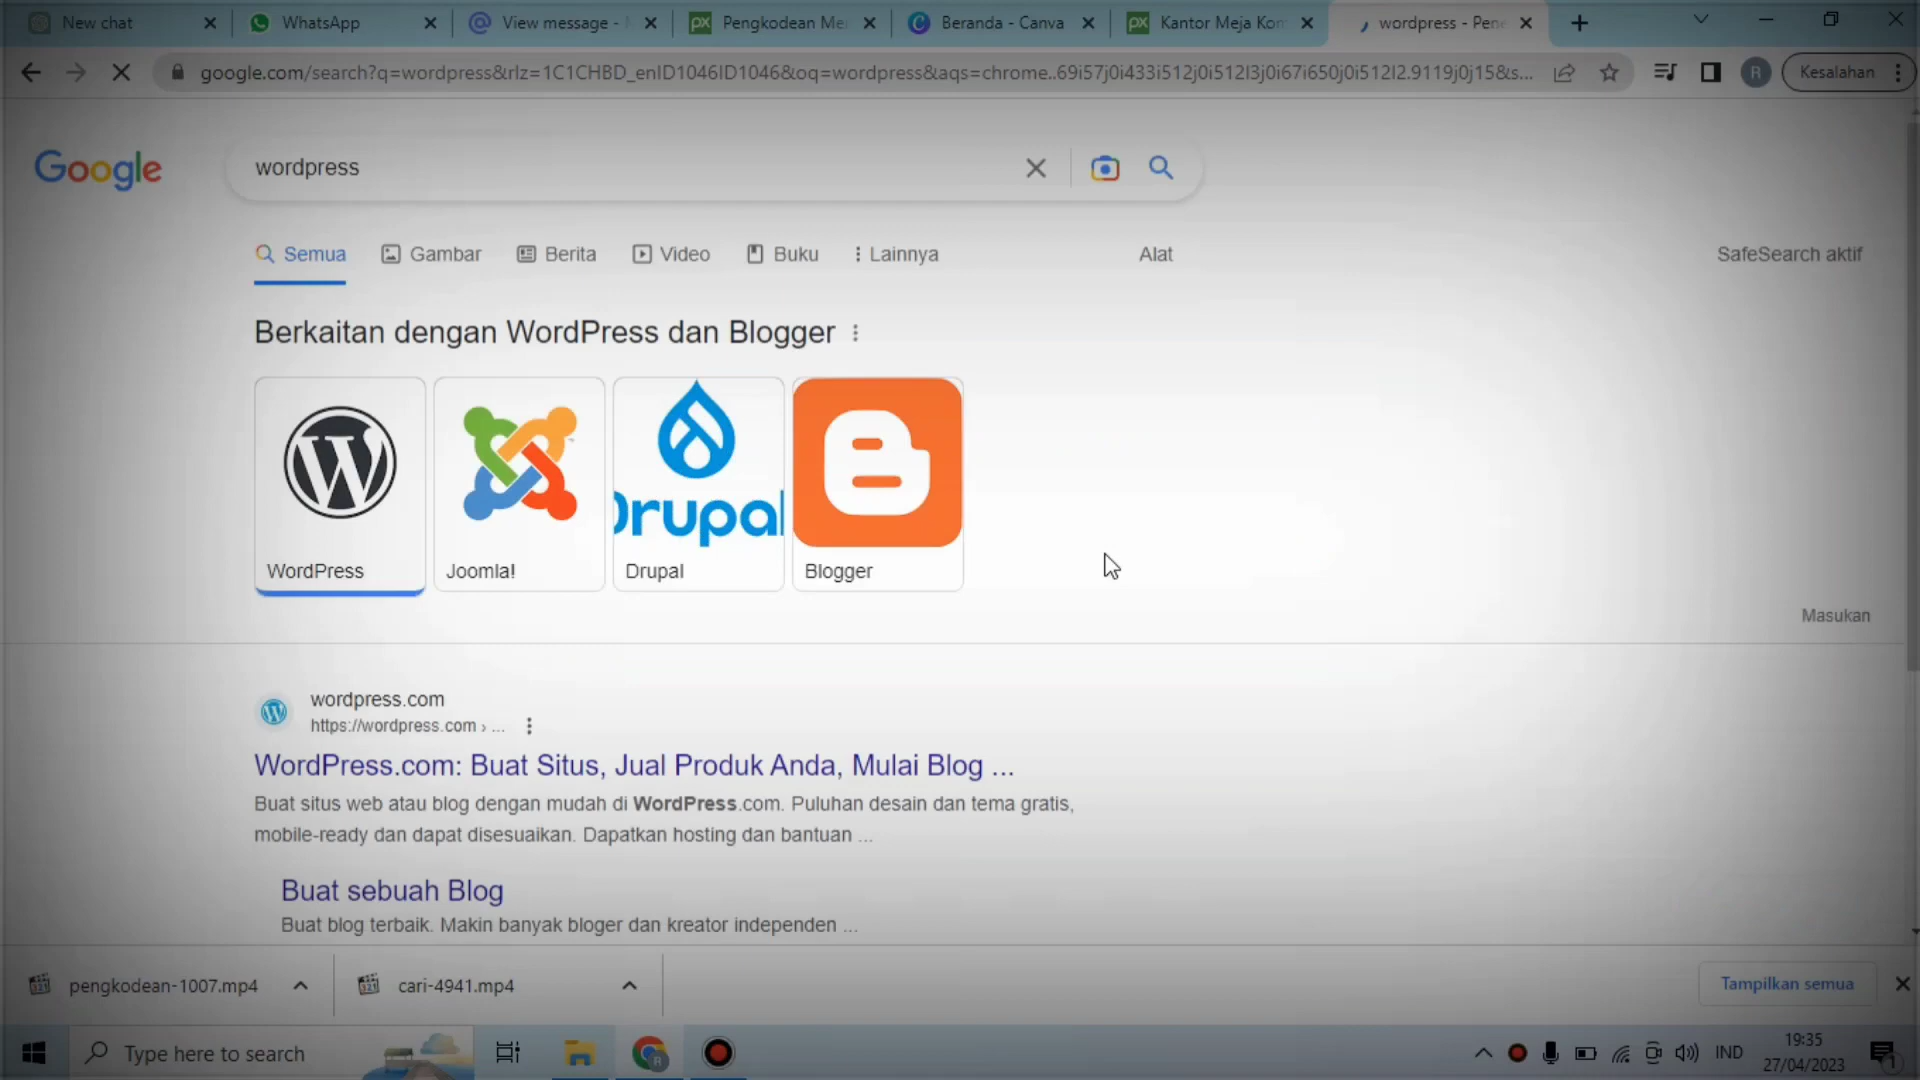 New chat
WhatsApp
View message -
Pengkodean Me
Beranda - Canva
Kantor Meja Kom
wordpress - Pene
google.com/search?q=wordpress&rlz=1C1CHBD_enID1046ID1046&oq=wordpress&aqs=chrome..69i57j0i433i512j0i512l3j0i67i650j0i512l2.9119j0j15&s...
R
Kesalahan
Google
wordpress
Semua
Gambar
Berita
Video
Buku
Lainnya
Alat
SafeSearch aktif
Berkaitan dengan WordPress dan Blogger
Drupal
WordPress
Joomla!
Drupal
Blogger
Masukan
wordpress.com
https://wordpress.com › ...
WordPress.com: Buat Situs, Jual Produk Anda, Mulai Blog ...
Buat situs web atau blog dengan mudah di WordPress.com. Puluhan desain dan tema gratis,
mobile-ready dan dapat disesuaikan. Dapatkan hosting dan bantuan ...
Buat sebuah Blog
Buat blog terbaik. Makin banyak bloger dan kreator independen ...
pengkodean-1007.mp4
cari-4941.mp4
Tampilkan semua
Type here to search
IND
19:35
27/04/2023
1